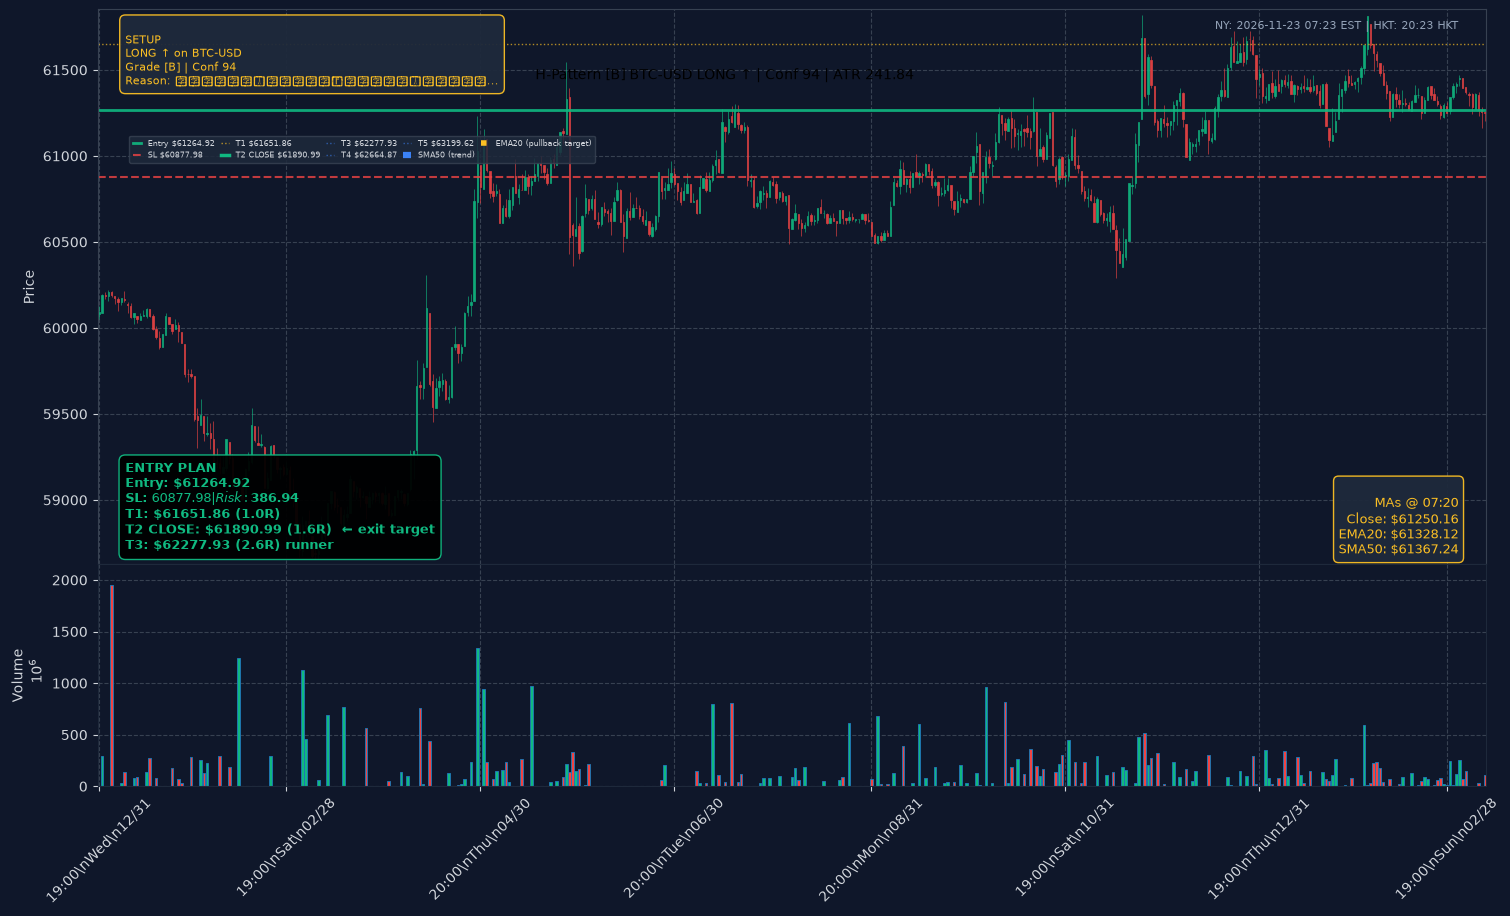 NY: 2026-11-23 07:23 EST | HKT: 20:23 HKT
SETUP
LONG ↑ on BTC-USD
Grade [B] | Conf 94
Reason:
H-Pattern [B] BTC-USD LONG ↑ | Conf 94 | ATR 241.84
Entry $61264.92
SL $60877.98
T1 $61651.86
T2 CLOSE $61890.99
T3 $62277.93
T4 $62664.87
T5 $63199.62
SMA50 (trend)
EMA20 (pullback target)
Price
61500
61000
60500
60000
59500
59000
ENTRY PLAN
Entry: $61264.92
SL: 60877.98|Risk:386.94
T1: $61651.86 (1.0R)
T2 CLOSE: $61890.99 (1.6R) ← exit target
T3: $62277.93 (2.6R) runner
MAs @ 07:20
Close: $61250.16
EMA20: $61328.12
SMA50: $61367.24
Volume
10⁶
2000
1500
1000
500
0
19:00\nWed\n12/31
19:00\nSat\n02/28
20:00\nThu\n04/30
20:00\nTue\n06/30
20:00\nMon\n08/31
19:00\nSat\n10/31
19:00\nThu\n12/31
19:00\nSun\n02/28